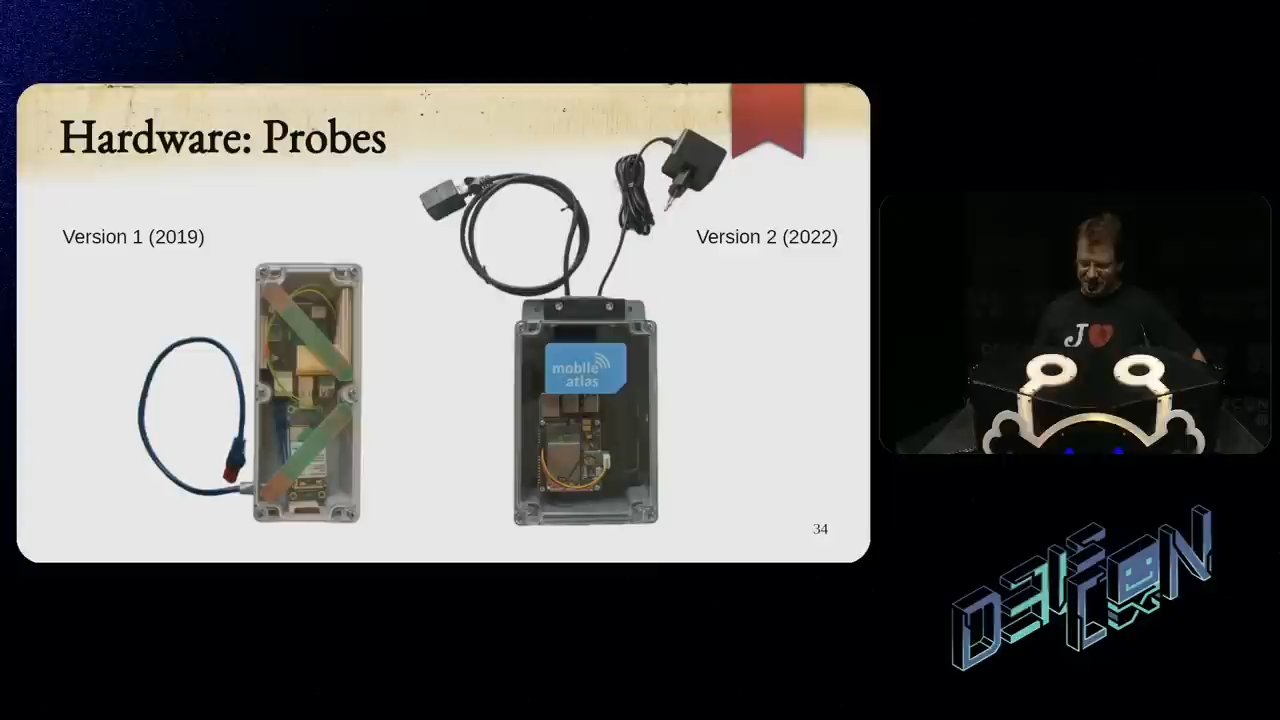 Hardware: Probes
Version 1 (2019)
Version 2 (2022)
mobile
atlas
34
J
DEF
CON